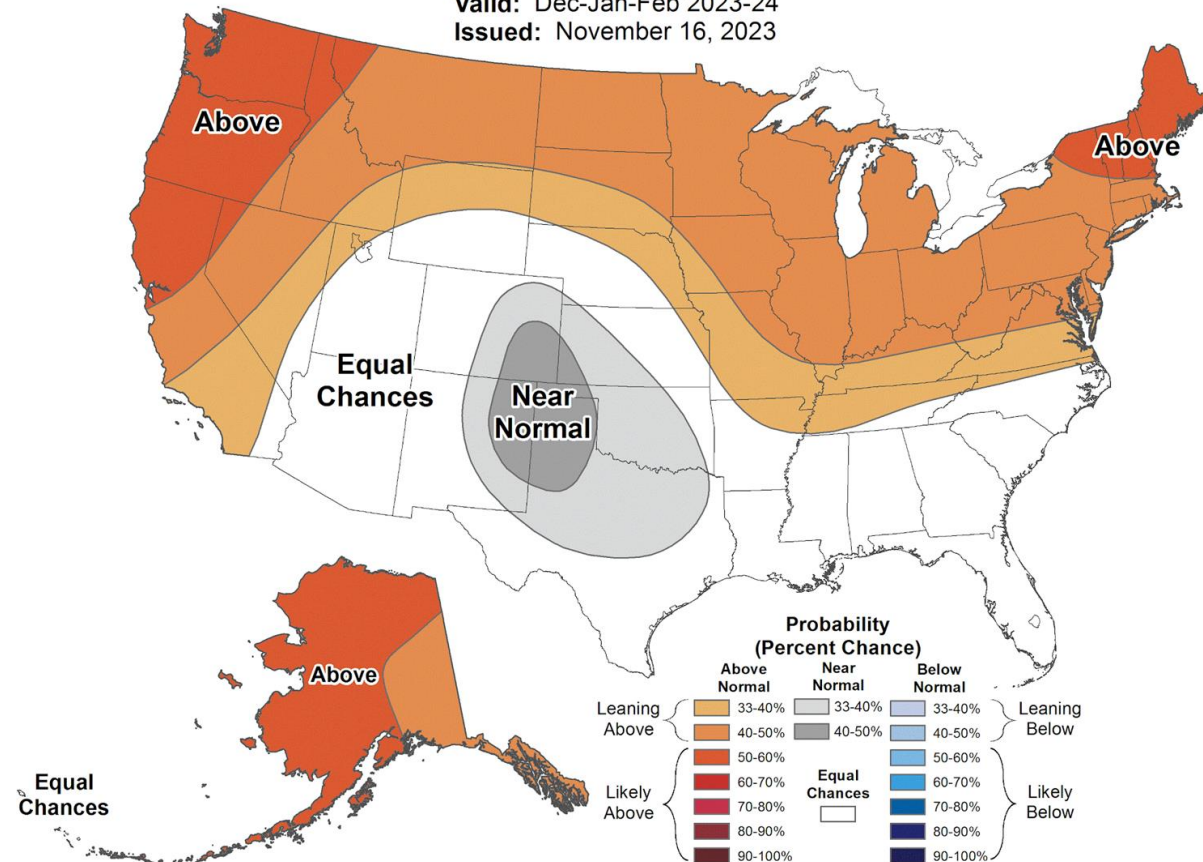 Valid: Dec-Jan-Feb 2023-24
Issued: November 16, 2023
Above
Above
Equal
Chances
Near
Normal
Above
Equal
Chances
Probability
(Percent Chance)
Above
Normal
Near
Normal
Below
Normal
Leaning
Above
33-40%
40-50%
33-40%
40-50%
33-40%
40-50%
Leaning
Below
Likely
Above
50-60%
60-70%
70-80%
80-90%
90-100%
Equal
Chances
50-60%
60-70%
70-80%
80-90%
90-100%
Likely
Below